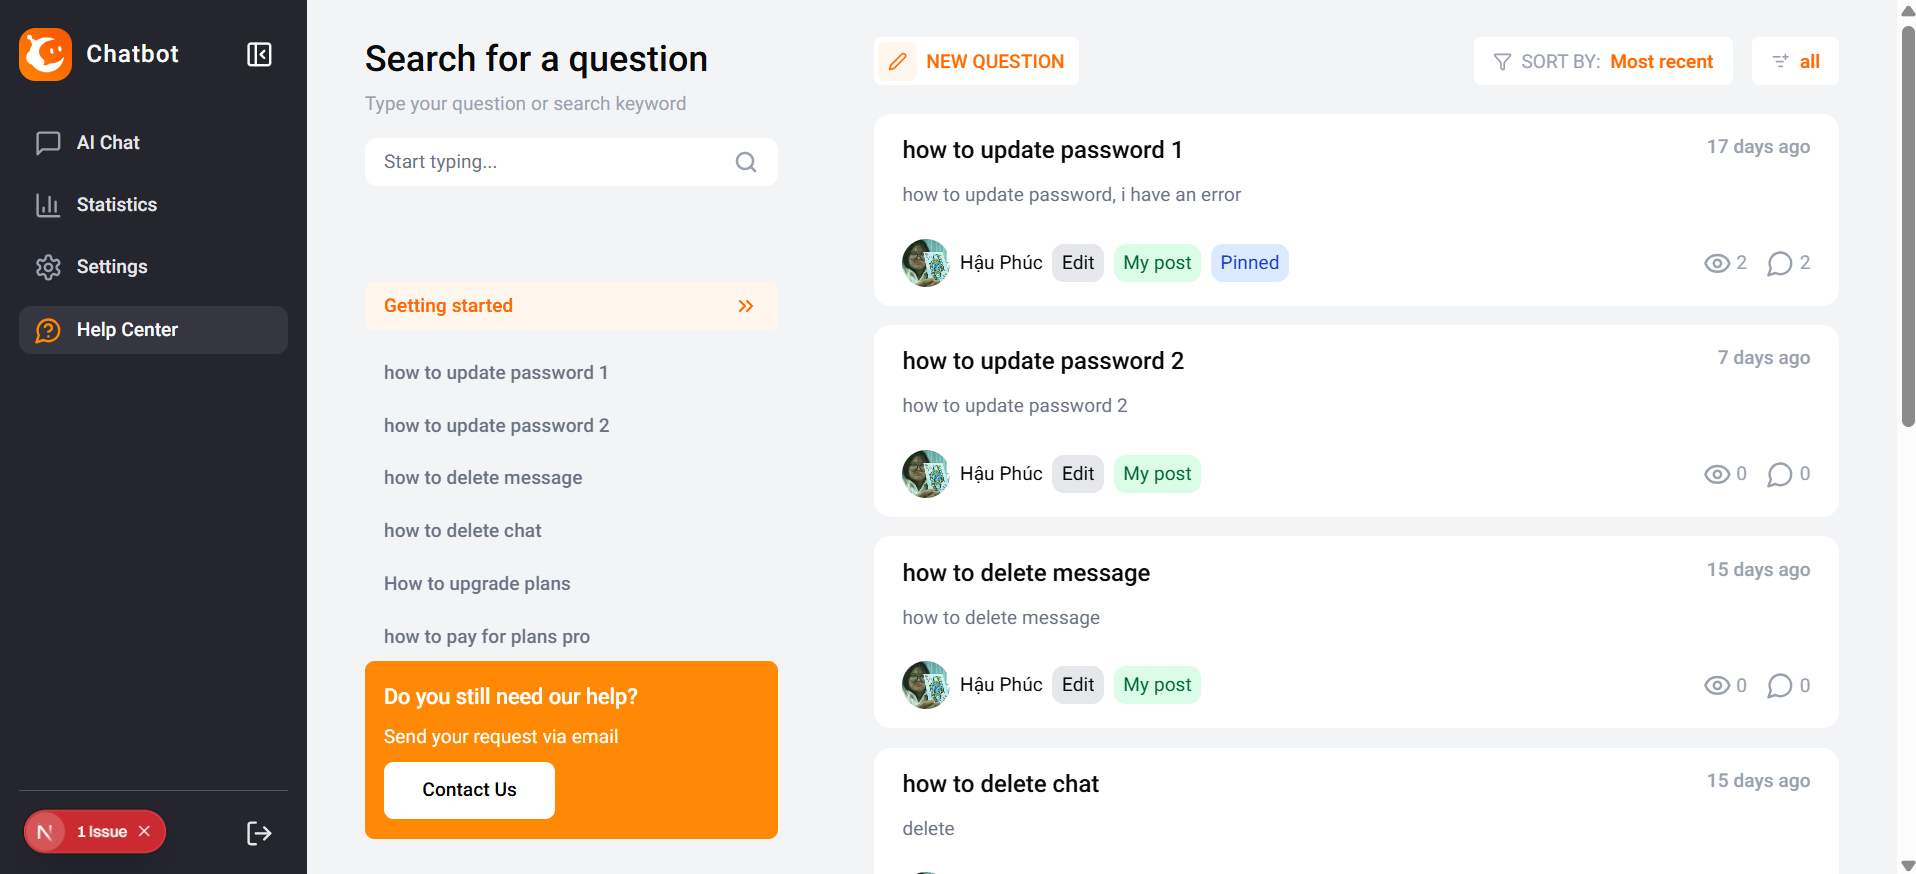 Chatbot
AI Chat
Statistics
Settings
Help Center
N 1 Issue
Search for a question
Type your question or search keyword
Start typing...
Getting started
how to update password 1
how to update password 2
how to delete message
how to delete chat
How to upgrade plans
how to pay for plans pro
Do you still need our help?
Send your request via email
Contact Us
NEW QUESTION
SORT BY: Most recent
all
how to update password 1
17 days ago
how to update password, i have an error
Hậu Phúc Edit My post Pinned
2 2
how to update password 2
7 days ago
how to update password 2
Hậu Phúc Edit My post
0 0
how to delete message
15 days ago
how to delete message
Hậu Phúc Edit My post
0 0
how to delete chat
15 days ago
delete